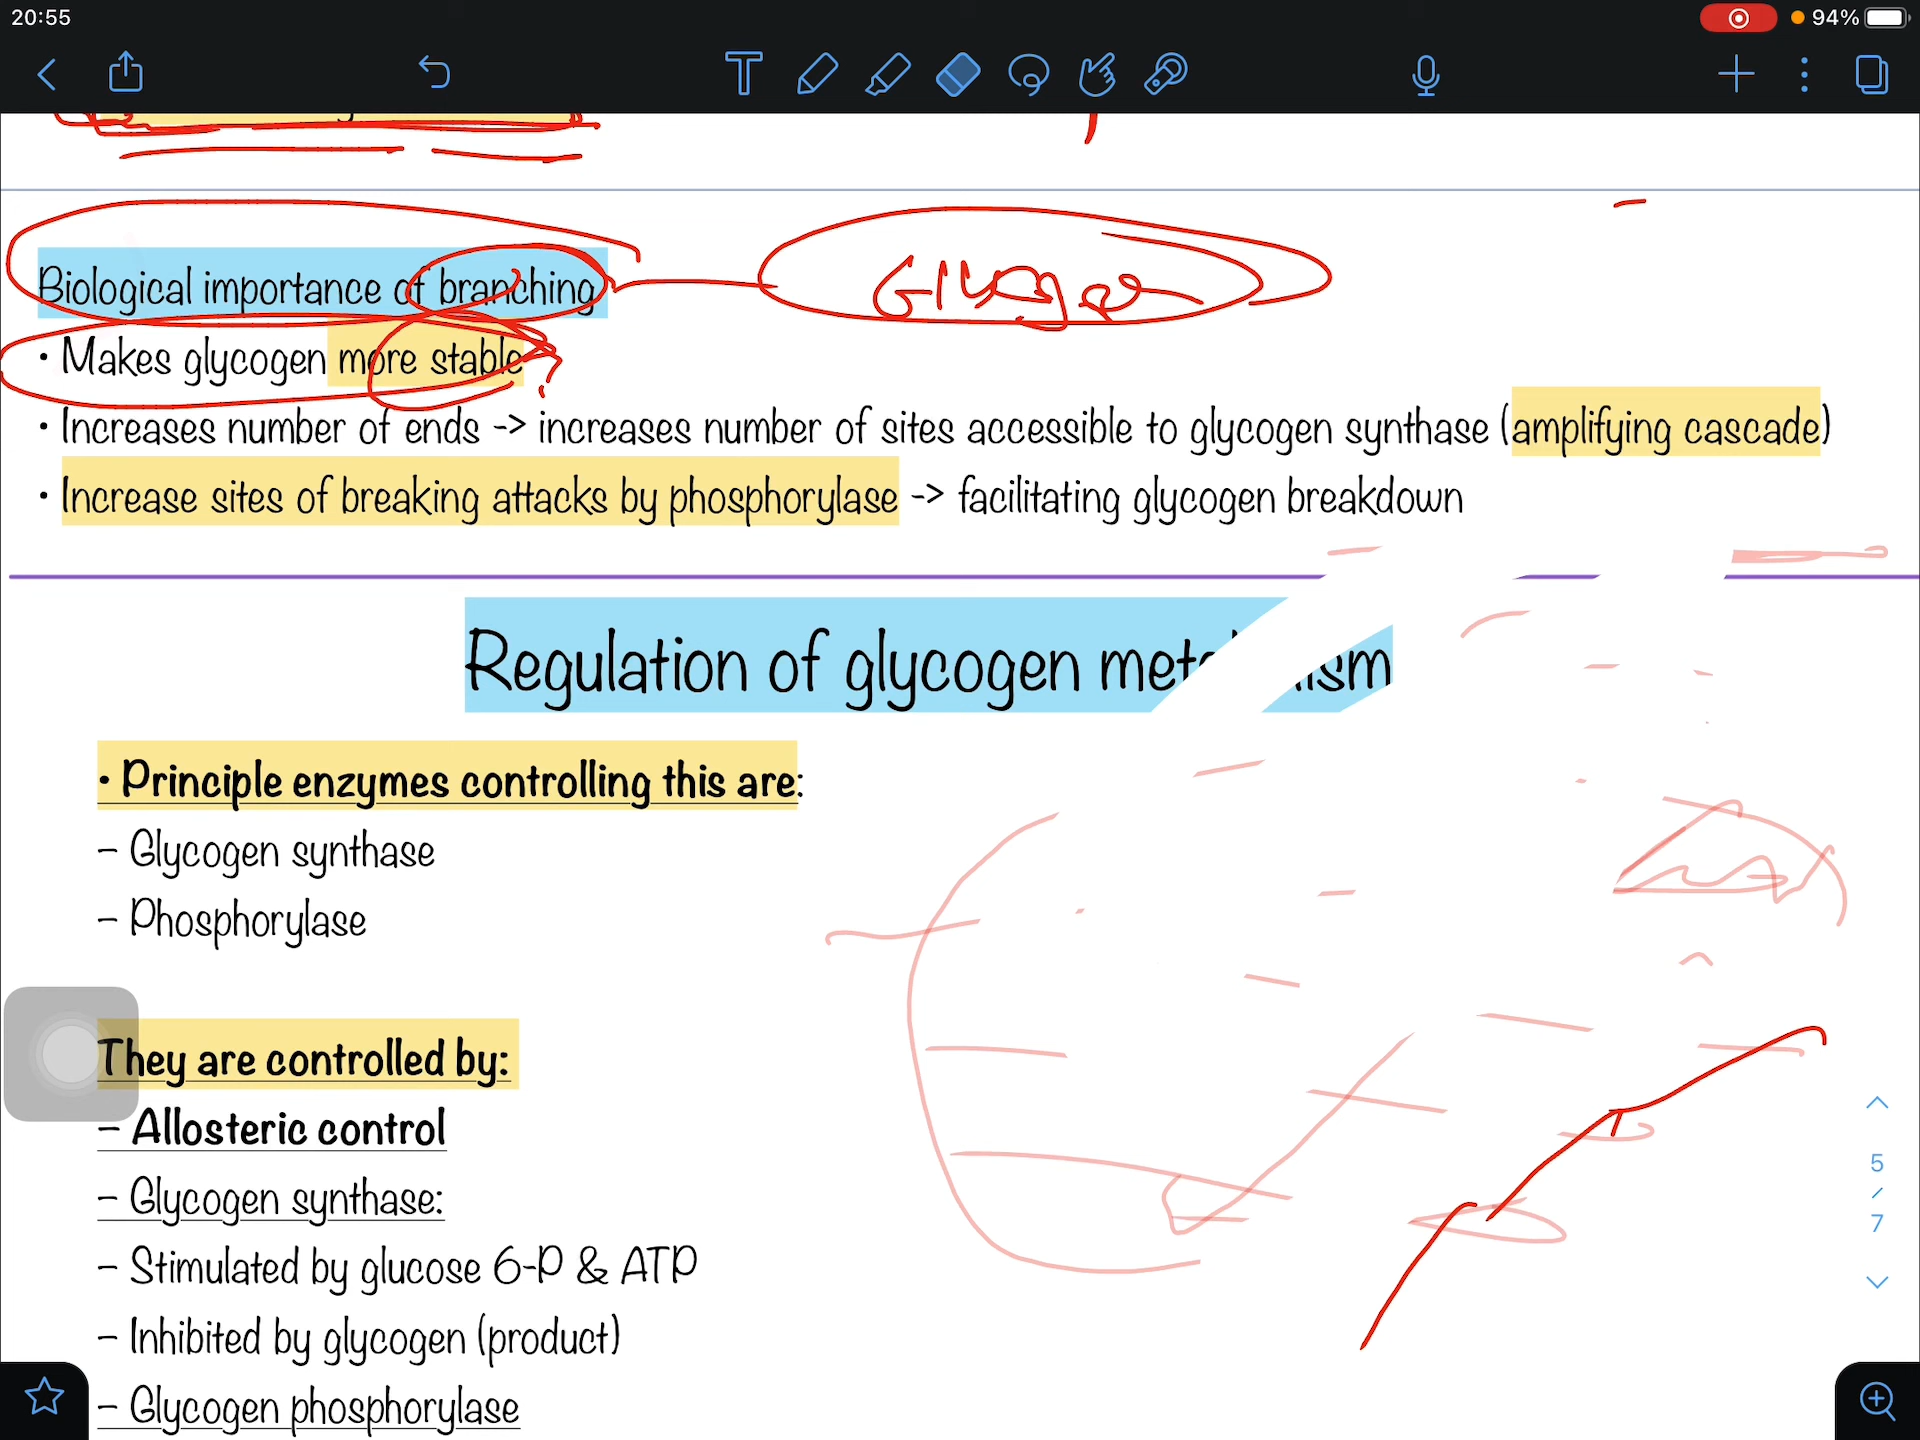 20:55
94%
Biological importance of branching
Glycogen
• Makes glycogen more stable
• Increases number of ends -> increases number of sites accessible to glycogen synthase (amplifying cascade)
• Increase sites of breaking attacks by phosphorylase -> facilitating glycogen breakdown
Regulation of glycogen
• Principle enzymes controlling this are:
– Glycogen synthase
– Phosphorylase
They are controlled by:
– Allosteric control
– Glycogen synthase:
– Stimulated by glucose 6-P & ATP
– Inhibited by glycogen (product)
– Glycogen phosphorylase
5
/
7